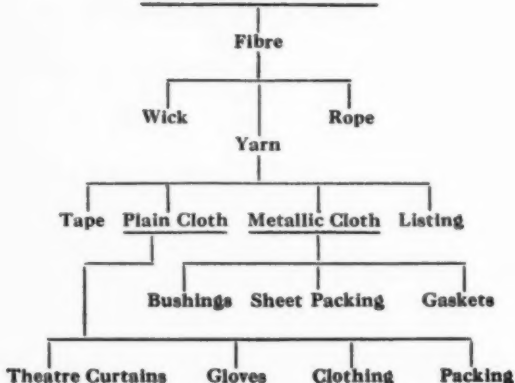 Fibre
Wick Rope
Yarn
Tape Plain Cloth Metallic Cloth Listing
Bushings Sheet Packing Gaskets
Theatre Curtains Gloves Clothing Packing